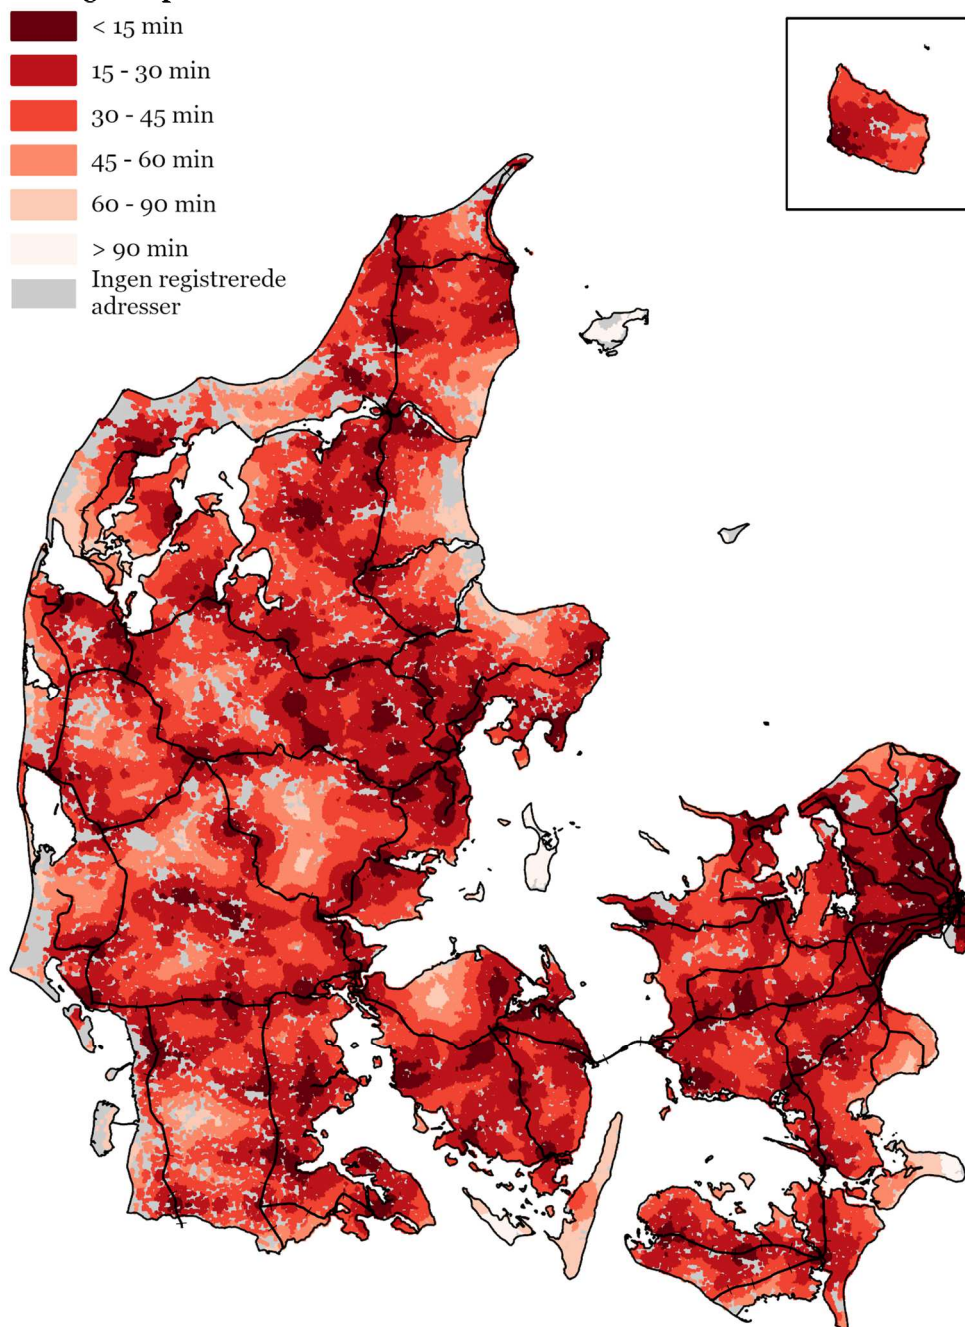 < 15 min
15 - 30 min
30 - 45 min
45 - 60 min
60 - 90 min
> 90 min
Ingen registrerede
adresser